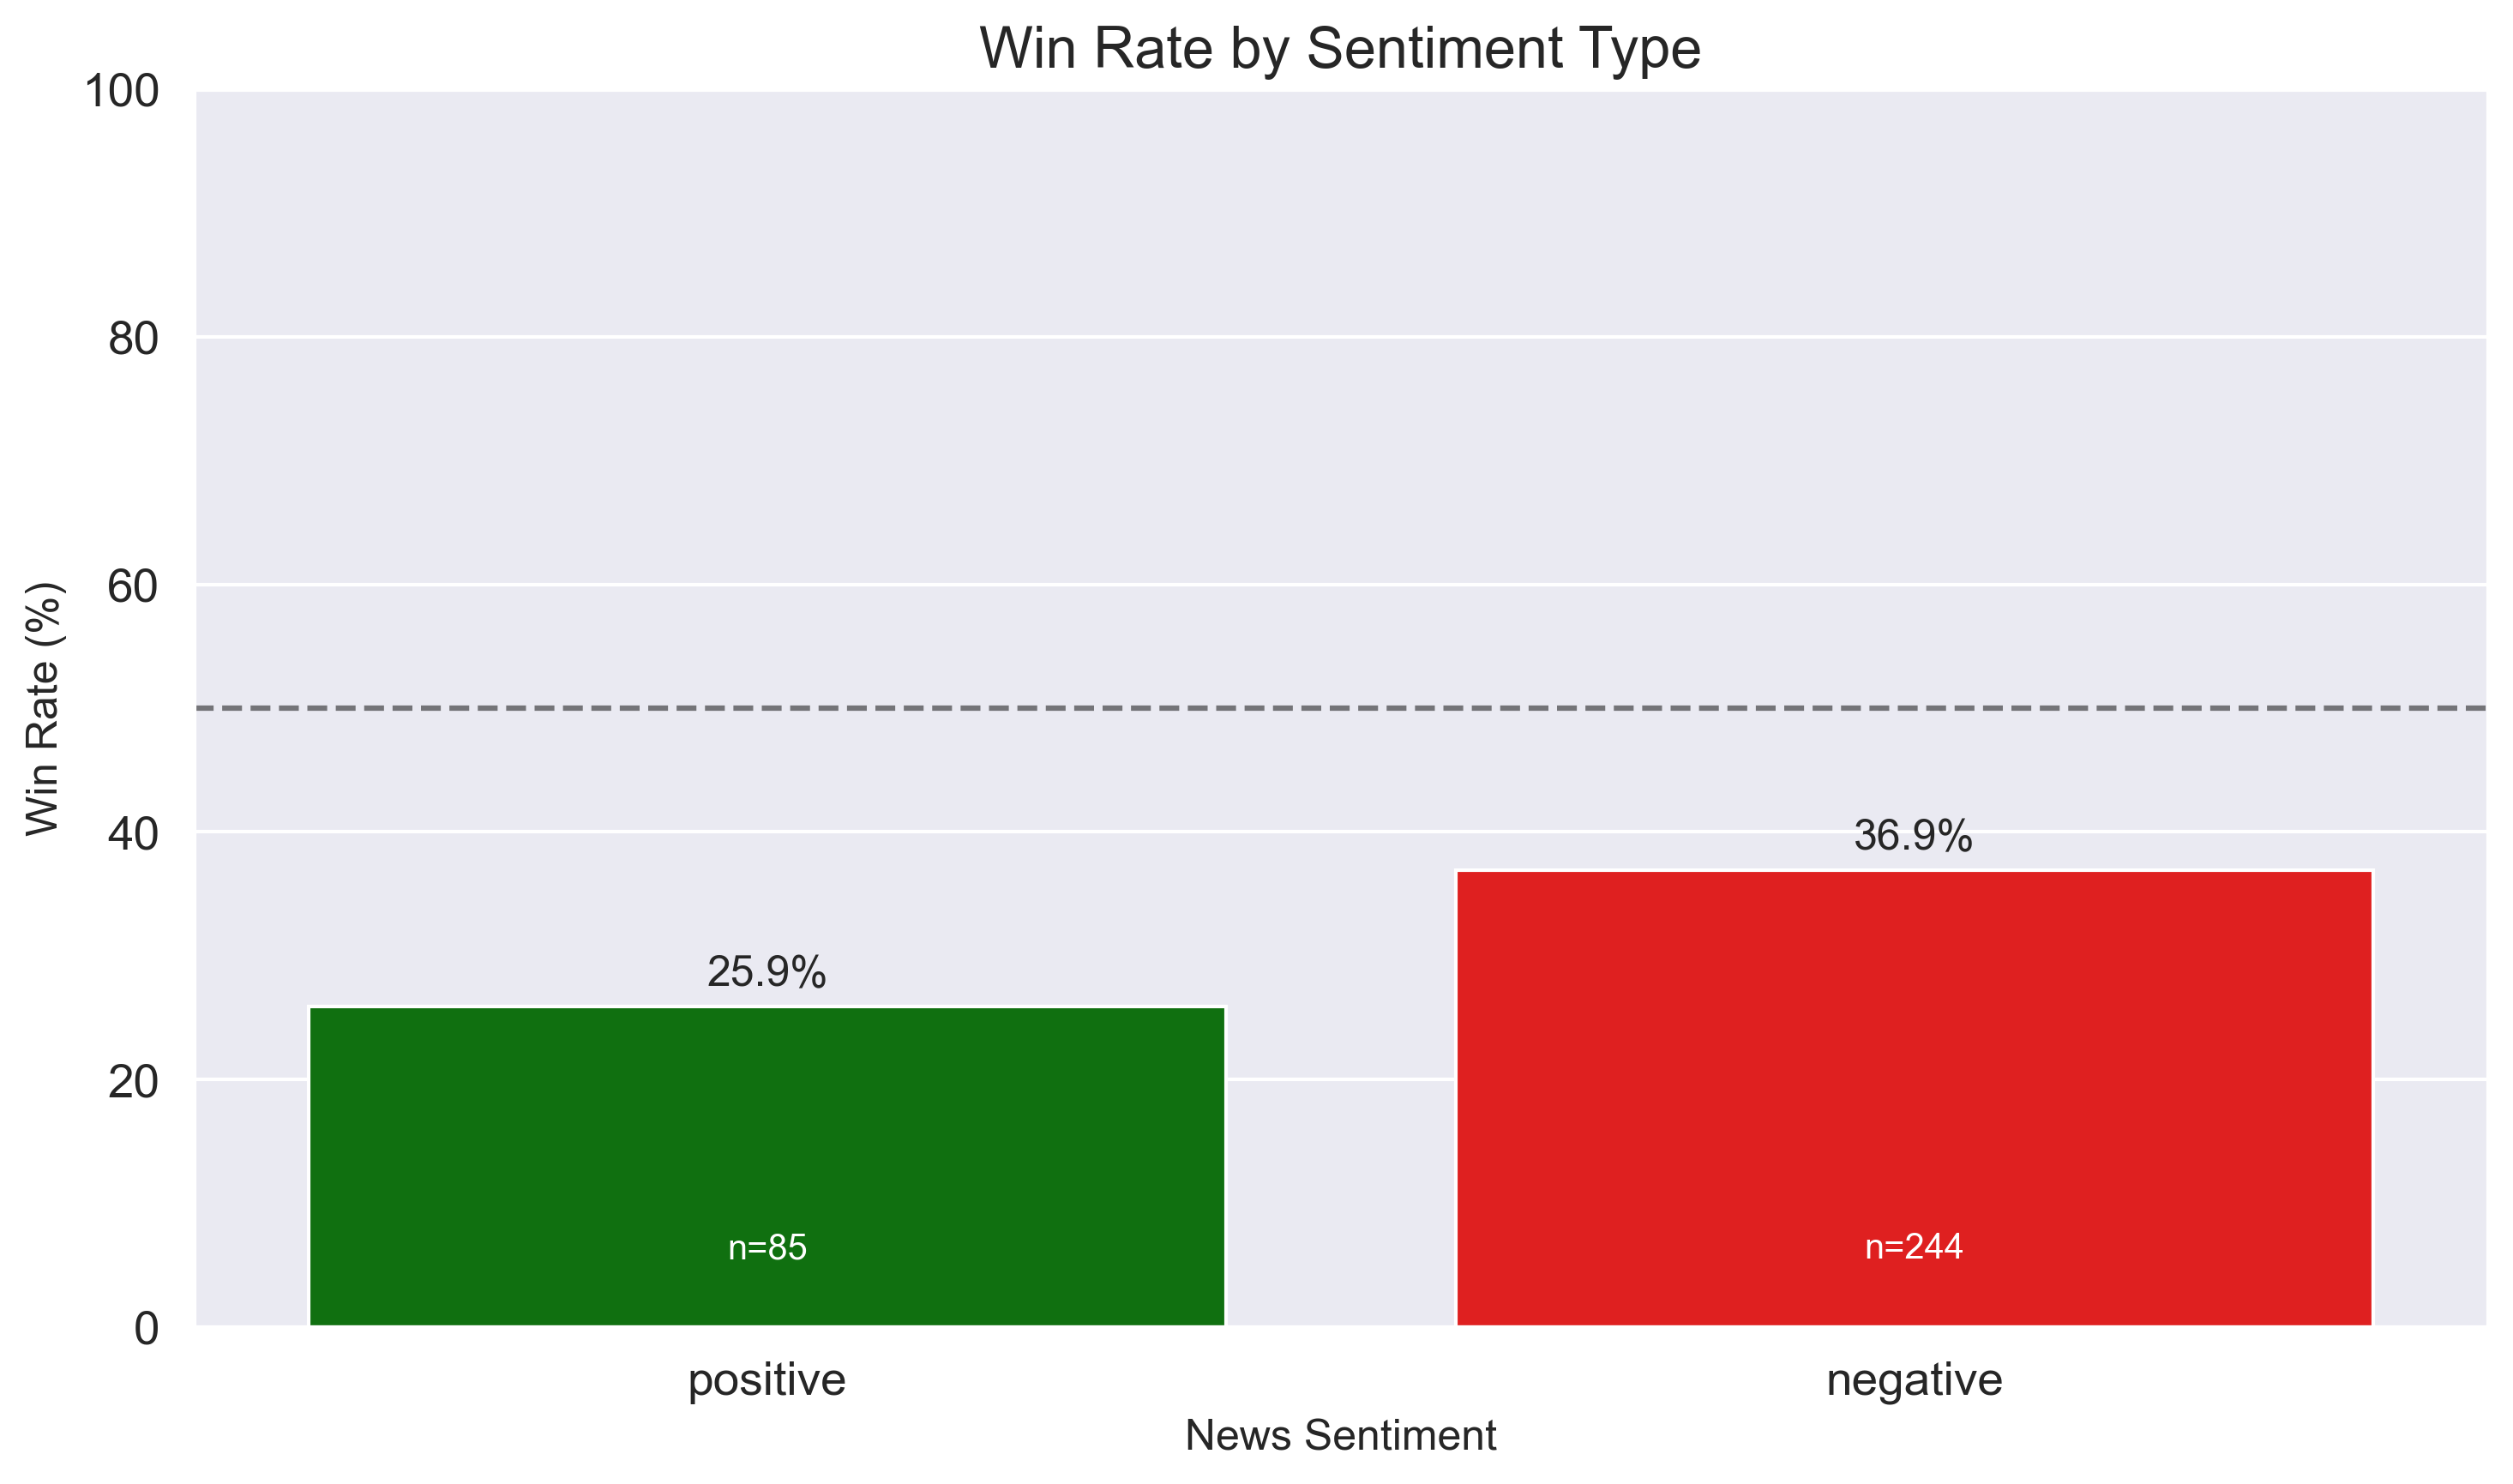 Win Rate by Sentiment Type
100
80
60
40
20
0
Win Rate (%)
25.9%
36.9%
n=85
n=244
positive
negative
News Sentiment